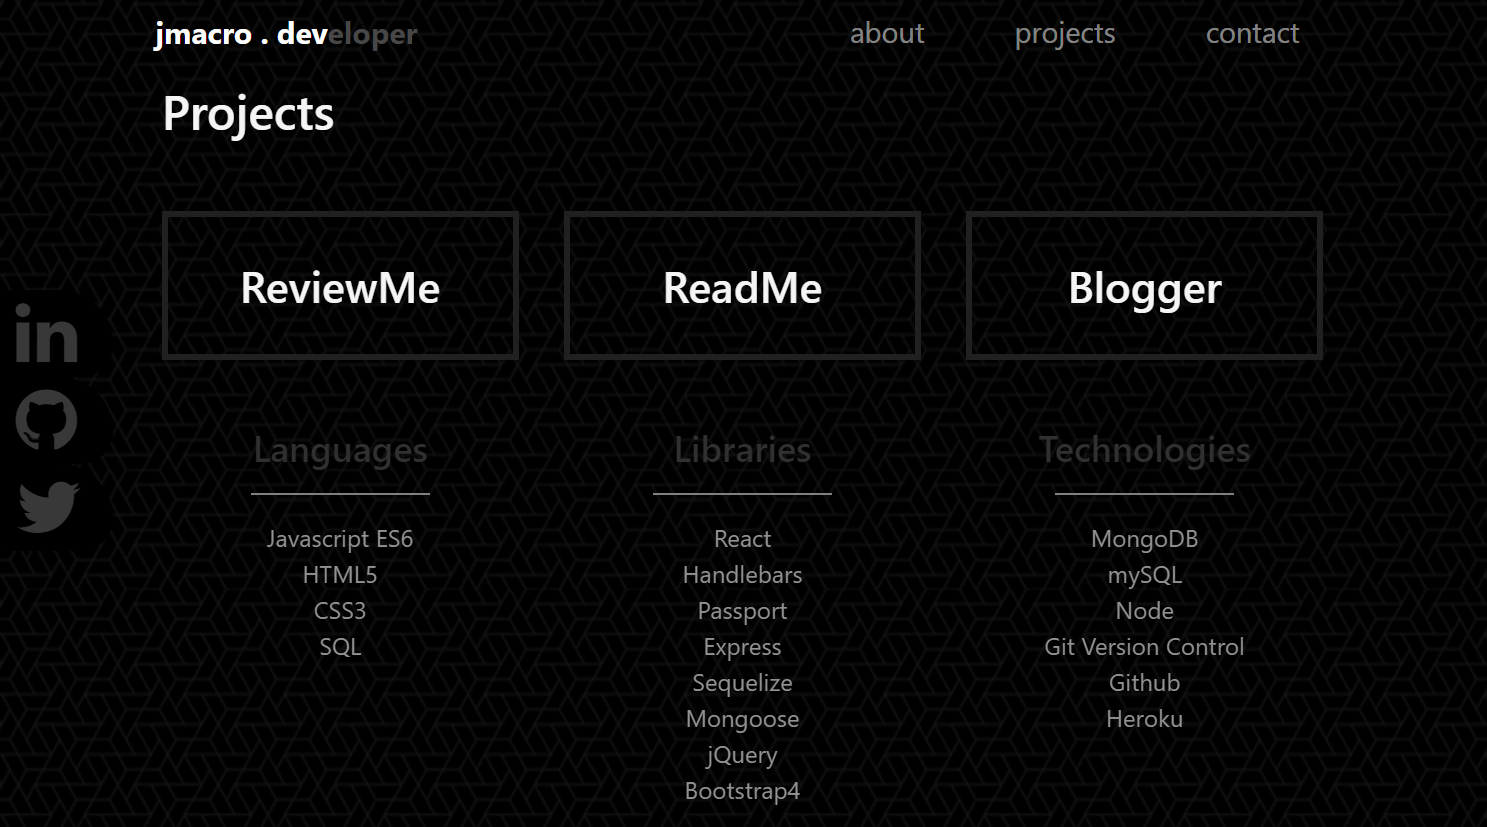 jmacro . developer
about
projects
contact
Projects
ReviewMe
ReadMe
Blogger
in
Languages
Javascript ES6
HTML5
CSS3
SQL
Libraries
React
Handlebars
Passport
Express
Sequelize
Mongoose
jQuery
Bootstrap4
Technologies
MongoDB
mySQL
Node
Git Version Control
Github
Heroku